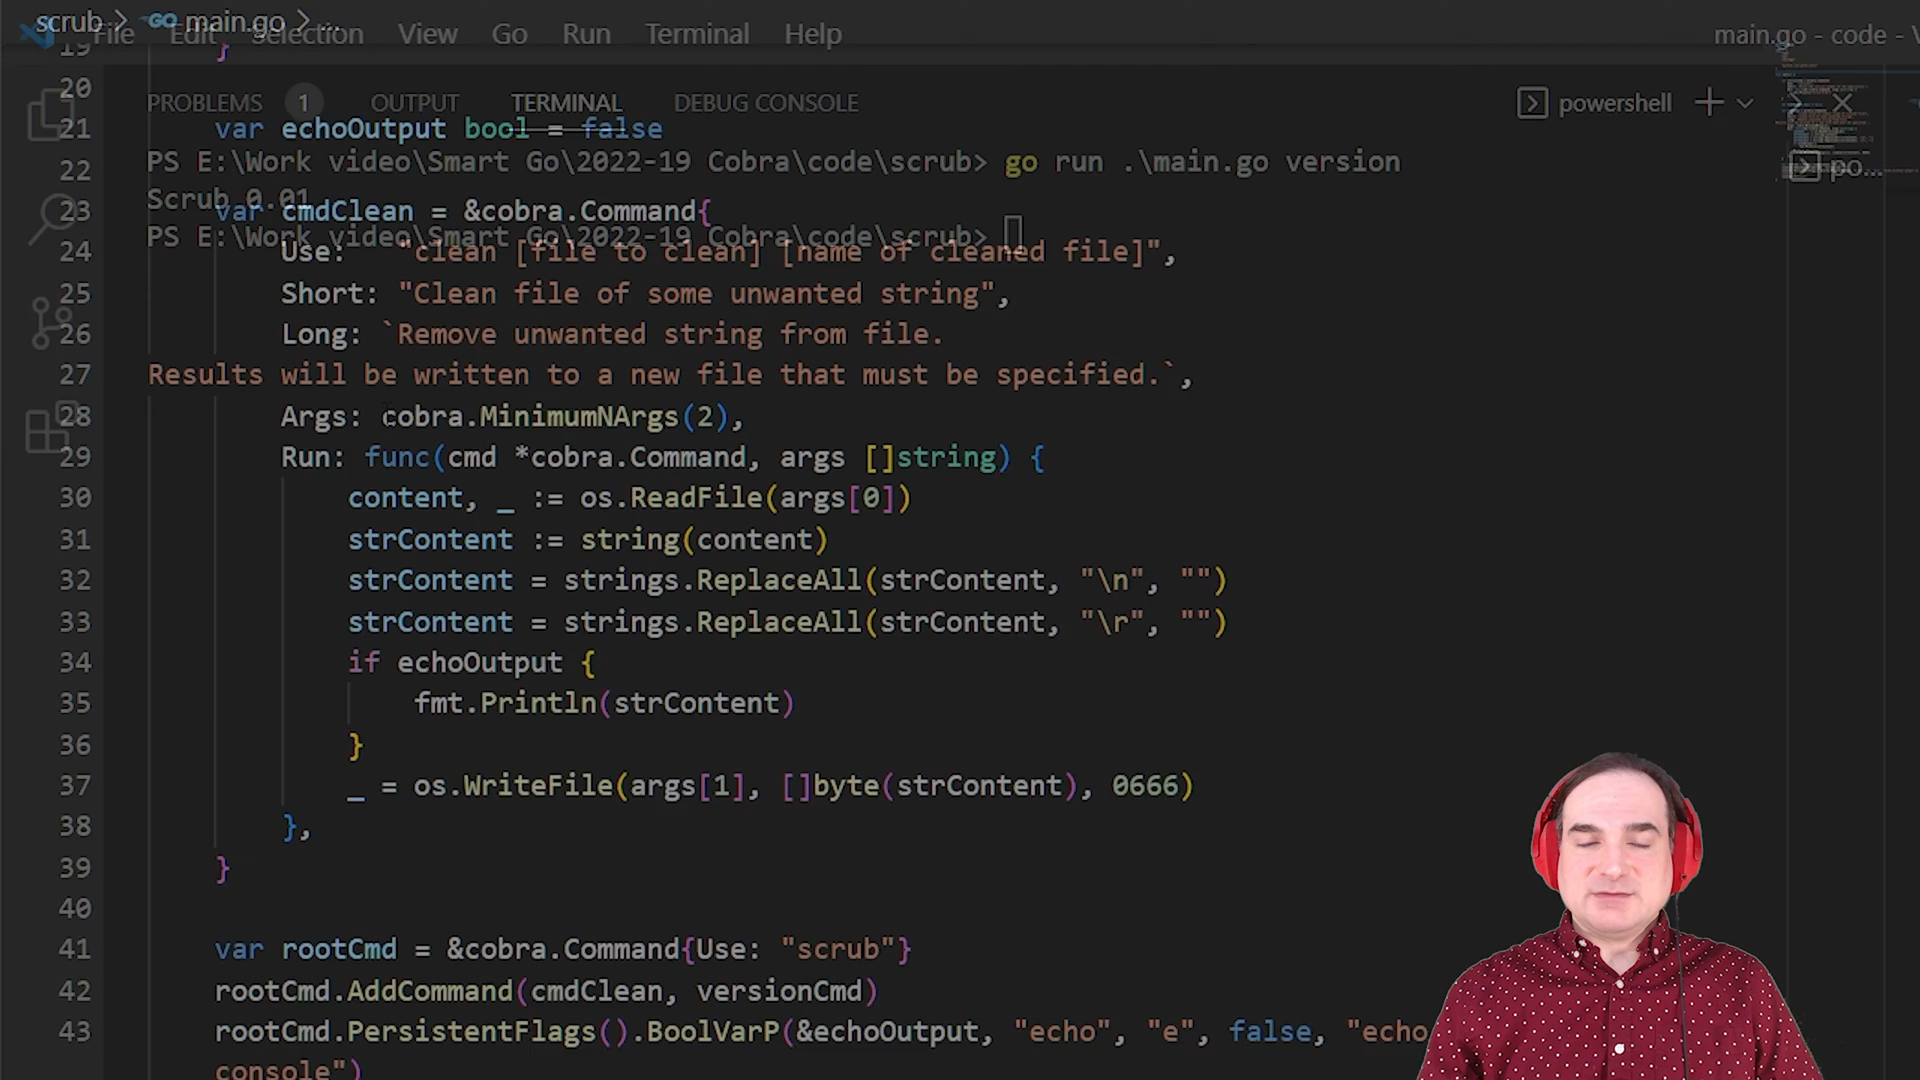 scrub > GO main.go > ...
File Edit Selection View Go Run Terminal Help
main.go - code - V
19 }
20
PROBLEMS 1 OUTPUT TERMINAL DEBUG CONSOLE
powershell
21 var echoOutput bool = false
22
PS E:\Work video\Smart Go\2022-19 Cobra\code\scrub> go run .\main.go version
po...
Scrub 0.01
23 var cmdClean = &cobra.Command{
PS E:\Work video\Smart Go\2022-19 Cobra\code\scrub>
24 Use: "clean [file to clean] [name of cleaned file]",
25 Short: "Clean file of some unwanted string",
26 Long: `Remove unwanted string from file.
27 Results will be written to a new file that must be specified.`,
28 Args: cobra.MinimumNArgs(2),
29 Run: func(cmd *cobra.Command, args []string) {
30 content, _ := os.ReadFile(args[0])
31 strContent := string(content)
32 strContent = strings.ReplaceAll(strContent, "\n", "")
33 strContent = strings.ReplaceAll(strContent, "\r", "")
34 if echoOutput {
35 fmt.Println(strContent)
36 }
37 _ = os.WriteFile(args[1], []byte(strContent), 0666)
38 },
39 }
40
41 var rootCmd = &cobra.Command{Use: "scrub"}
42 rootCmd.AddCommand(cmdClean, versionCmd)
43 rootCmd.PersistentFlags().BoolVarP(&echoOutput, "echo", "e", false, "echo
console")